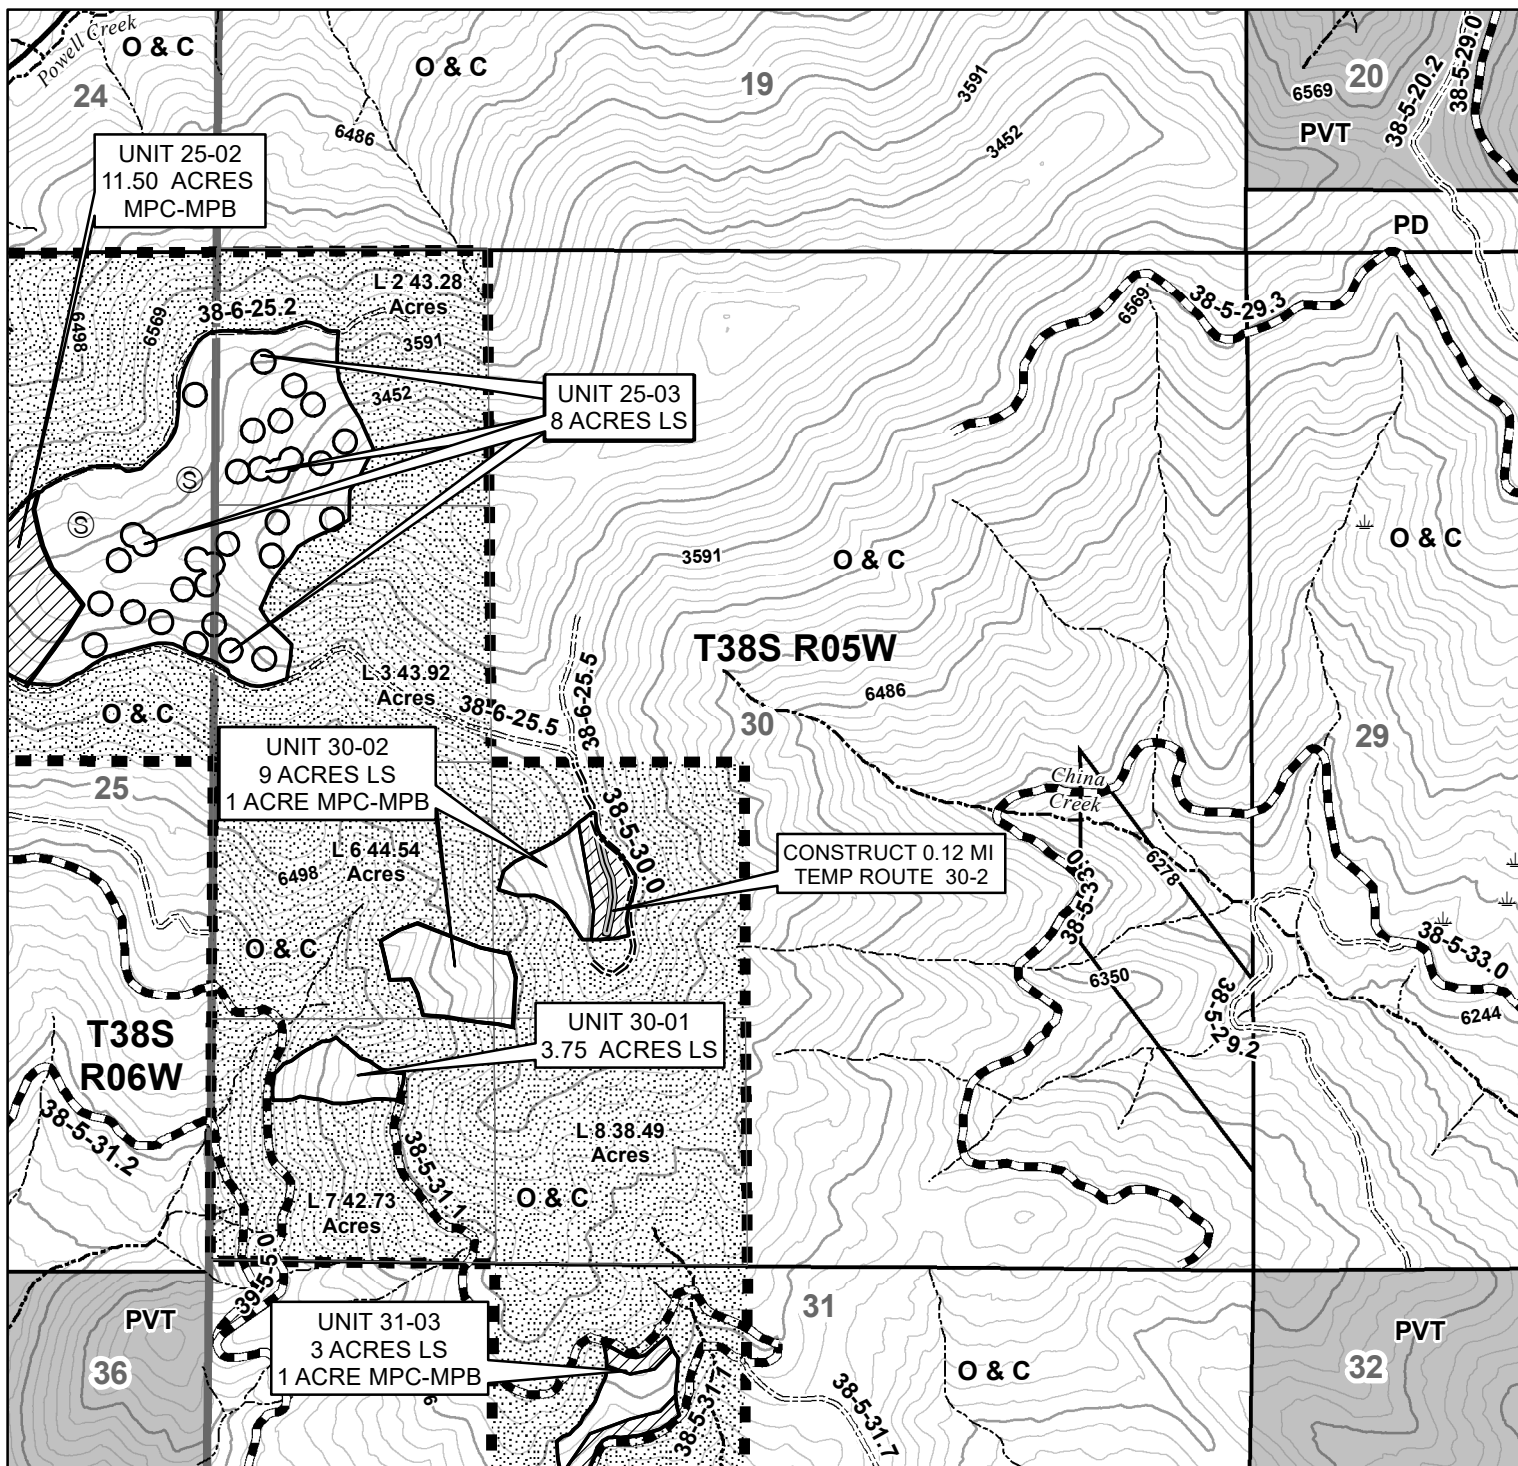 Powell Creek
O & C
24
O & C
19
3591
3452
6486
20
6569
PVT
38-5-20.2
38-5-29.0
PD
UNIT 25-02
11.50 ACRES
MPC-MPB
L 2 43.28
Acres
38-6-25.2
6498
6569
3591
3452
UNIT 25-03
8 ACRES LS
38-5-29.3
6569
S
S
3591
O & C
O & C
T38S R05W
L 3 43.92
Acres
38-6-25.5
38-6-25.5
6486
O & C
30
29
25
UNIT 30-02
9 ACRES LS
1 ACRE MPC-MPB
China
Creek
38-5-30.0
L 6 44.54
Acres
6498
CONSTRUCT 0.12 MI
TEMP ROUTE 30-2
38-5-33.0
6278
O & C
38-5-33.0
6350
38-5-29.2
6244
UNIT 30-01
3.75 ACRES LS
T38S
R06W
38-5-31.2
38-5-31.1
L 8 38.49
Acres
L 7 42.73
Acres
O & C
39-5-5.0
31
PVT
36
UNIT 31-03
3 ACRES LS
1 ACRE MPC-MPB
38-5-31.1
38-5-31.7
O & C
PVT
32